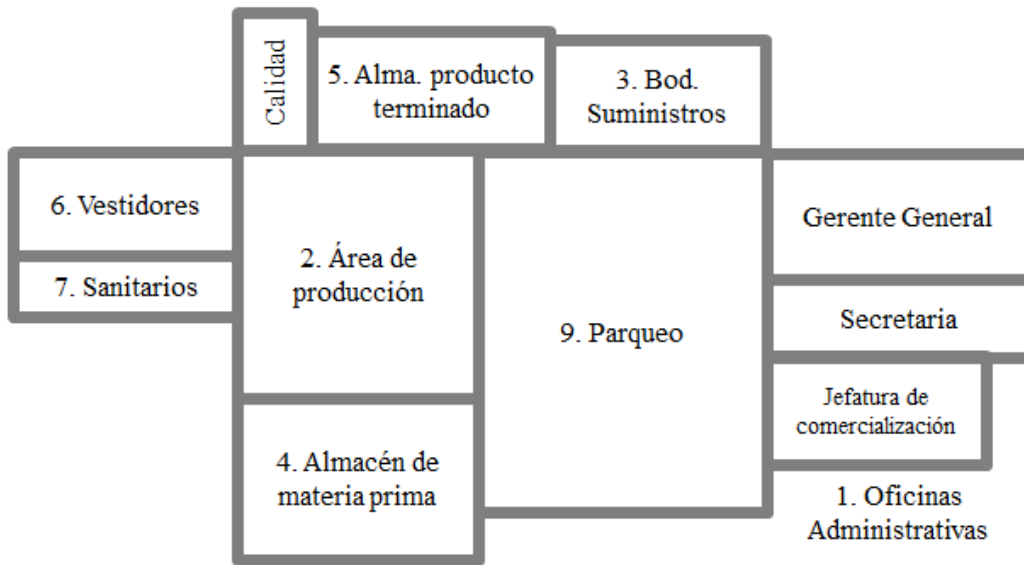 Calidad
5. Alma. producto
terminado
3. Bod.
Suministros
6. Vestidores
7. Sanitarios
2. Área de
producción
9. Parqueo
Gerente General
Secretaria
Jefatura de
comercialización
4. Almacén de
materia prima
1. Oficinas
Administrativas